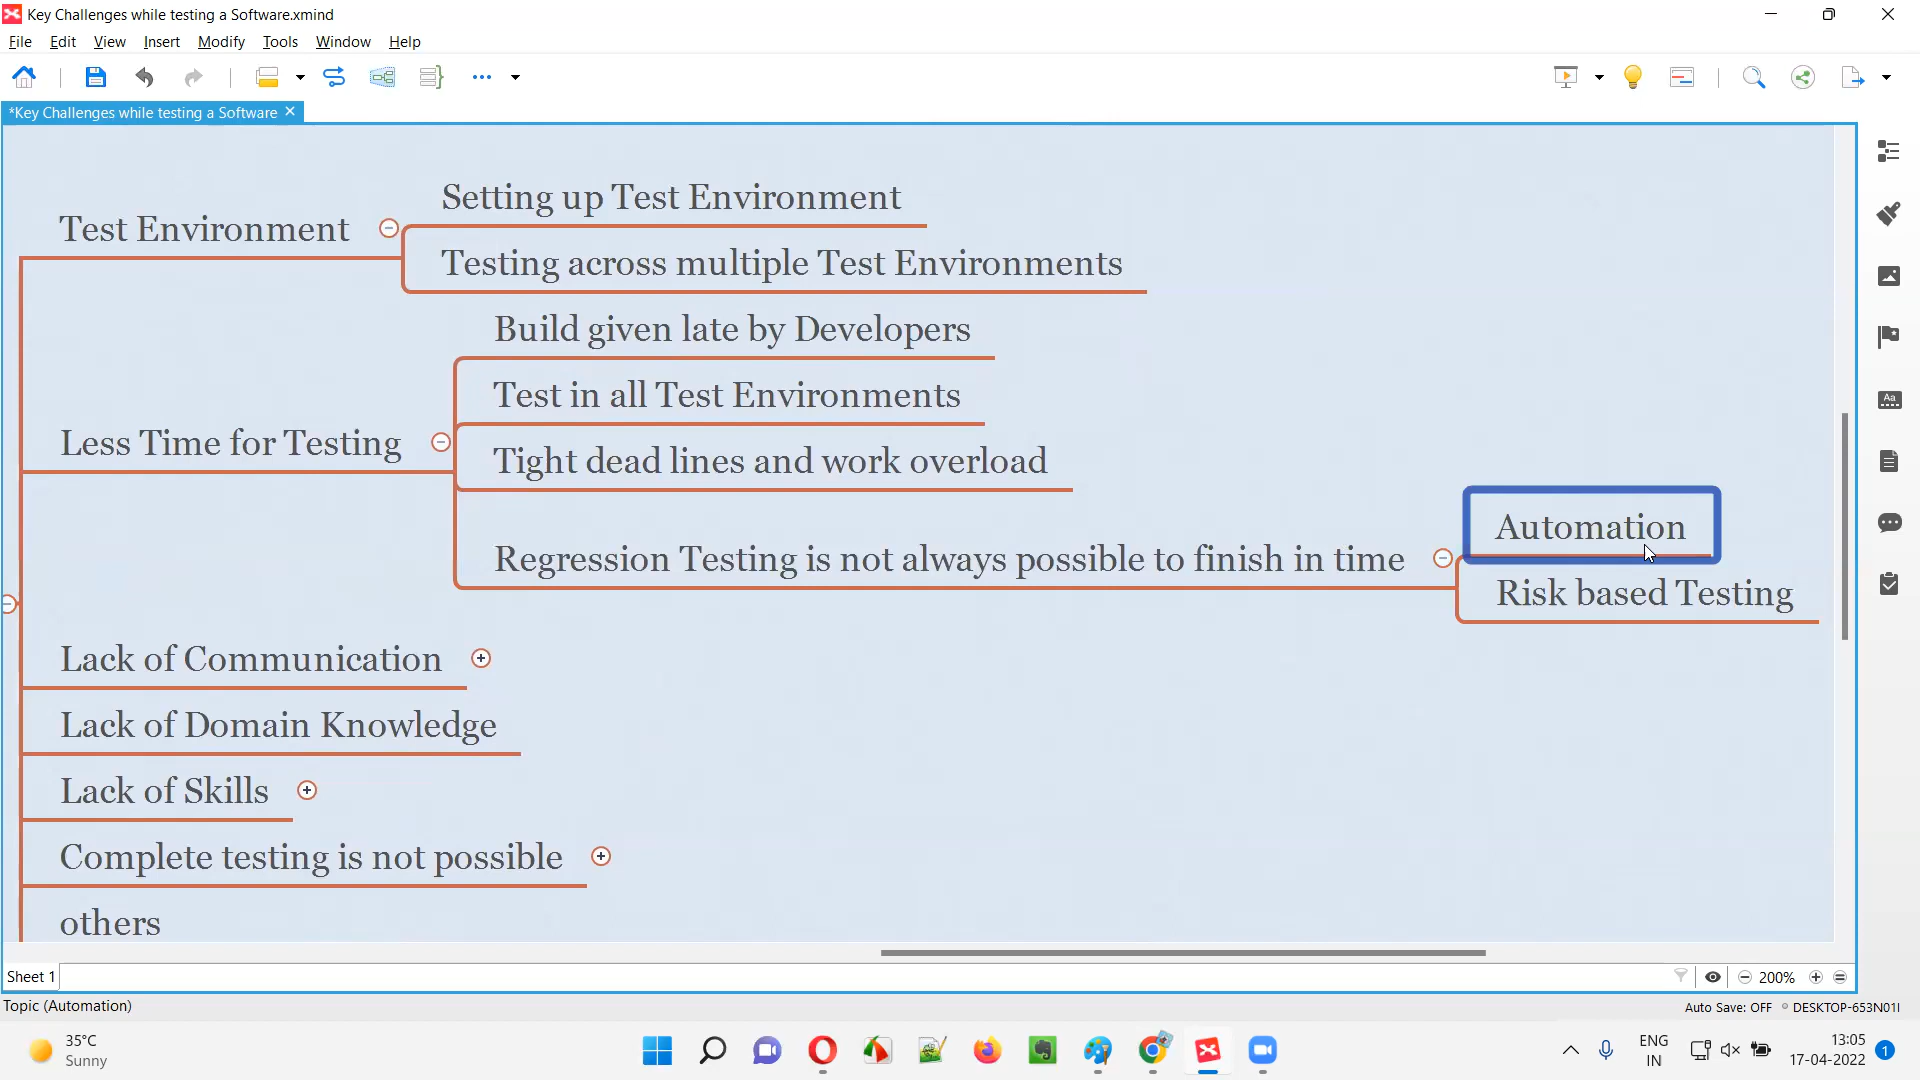 Key Challenges while testing a Software.xmind
File Edit View Insert Modify Tools Window Help
*Key Challenges while testing a Software
Setting up Test Environment
Test Environment
Testing across multiple Test Environments
Build given late by Developers
Test in all Test Environments
Less Time for Testing
Tight dead lines and work overload
Automation
Regression Testing is not always possible to finish in time
Risk based Testing
Lack of Communication
Lack of Domain Knowledge
Lack of Skills
Complete testing is not possible
others
Sheet 1
200%
Topic (Automation)
Auto Save: OFF
DESKTOP-653N01I
35°C
Sunny
ENG
IN
13:05
17-04-2022
1
Aa